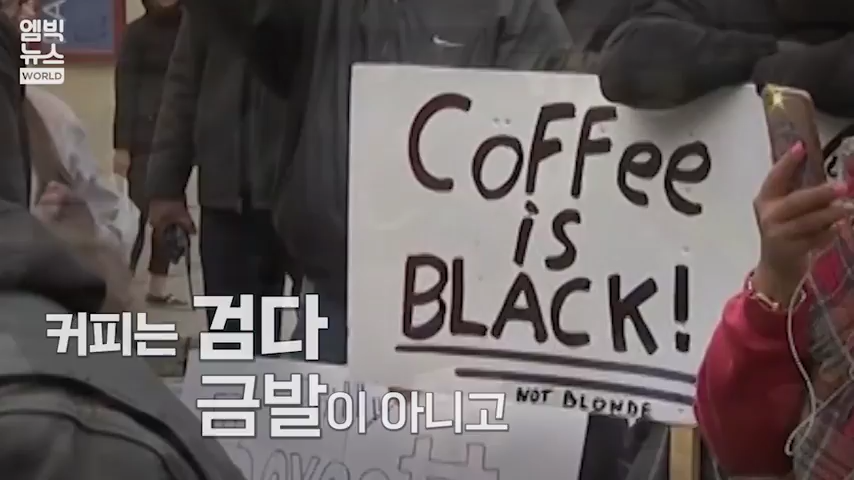 엠빅
뉴스
WORLD
COFFee
is
BLACK!
NOT BLONDE
커피는 검다
금발이 아니고